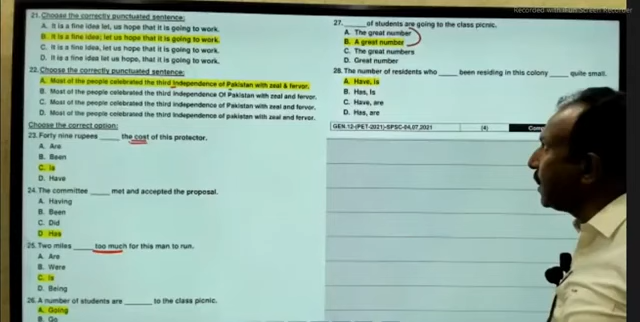 Recorded with iTop Screen Recorder
21. Choose the correctly punctuated sentence:
A. It is a fine idea let, us hope that it is going to work.
B. It is a fine idea; let us hope that it is going to work.
C. It is a fine idea, let us hope that it is going to work.
D. It is a fine idea let us hope, that it is going to work.
22. Choose the correctly punctuated sentence:
A. Most of the people celebrated the third Independence of Pakistan with zeal & fervor.
B. Most of the people celebrated the third Independence Of Pakistan with zeal and fervor.
C. Most of the people celebrated the third independence of Pakistan with zeal and fervor.
D. Most of the people celebrated the third Independence of pakistan with zeal and fervor.
Choose the correct option:
23. Forty nine rupees _____ the cost of this protector.
A. Are
B. Been
C. Is
D. Have
24. The committee _____ met and accepted the proposal.
A. Having
B. Been
C. Did
D. Has
25. Two miles _____ too much for this man to run.
A. Are
B. Were
C. Is
D. Being
26. A number of students are _____ to the class picnic.
A. Going
B. Go
27. _____ of students are going to the class picnic.
A. The great number
B. A great number
C. The great numbers
D. Great number
28. The number of residents who _____ been residing in this colony _____ quite small.
A. Have, is
B. Has, is
C. Have, are
D. Has, are
GEN.12-(PET-2021)-SPSC-04,07,2021 (4) Comp